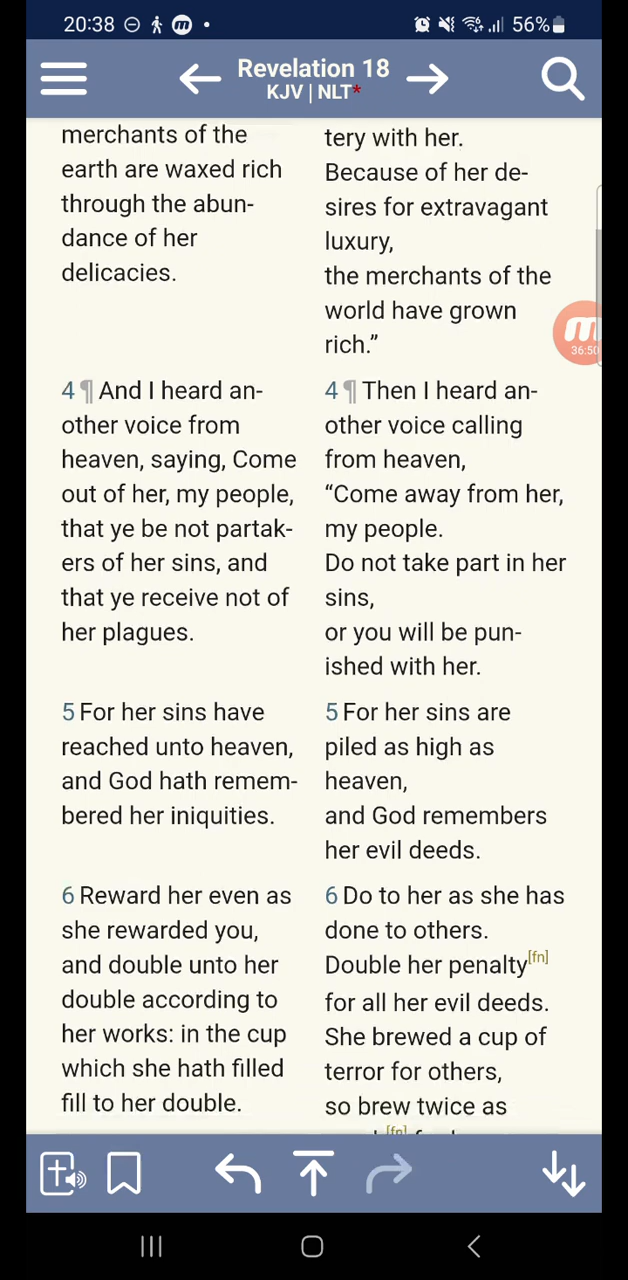 20:38
56%
Revelation 18
KJV | NLT*
merchants of the
earth are waxed rich
through the abun-
dance of her
delicacies.
tery with her.
Because of her de-
sires for extravagant
luxury,
the merchants of the
world have grown
rich.”
36:50
4 ¶ And I heard an-
other voice from
heaven, saying, Come
out of her, my people,
that ye be not partak-
ers of her sins, and
that ye receive not of
her plagues.
4 ¶ Then I heard an-
other voice calling
from heaven,
“Come away from her,
my people.
Do not take part in her
sins,
or you will be pun-
ished with her.
5 For her sins have
reached unto heaven,
and God hath remem-
bered her iniquities.
5 For her sins are
piled as high as
heaven,
and God remembers
her evil deeds.
6 Reward her even as
she rewarded you,
and double unto her
double according to
her works: in the cup
which she hath filled
fill to her double.
6 Do to her as she has
done to others.
Double her penalty[fn]
for all her evil deeds.
She brewed a cup of
terror for others,
so brew twice as